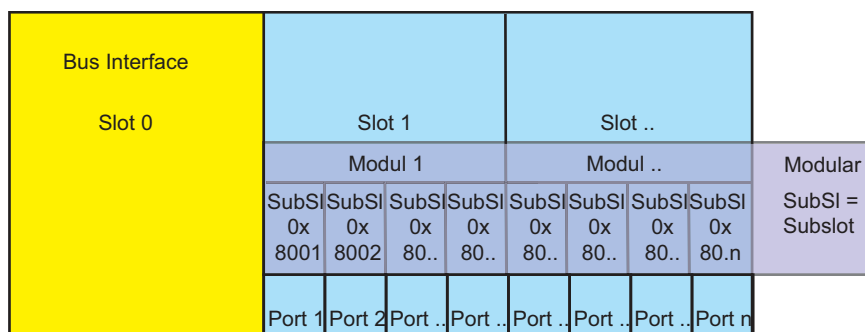 Bus Interface
Slot 0 Slot 1 Slot ..
Modul 1 Modul .. Modular
SubSl SubSl SubSl SubSl SubSl SubSl SubSl SubSl SubSl =
0x 0x 0x 0x 0x 0x 0x 0x Subslot
8001 8002 80.. 80.. 80.. 80.. 80.. 80.n
Port 1 Port 2 Port .. Port .. Port .. Port .. Port .. Port n